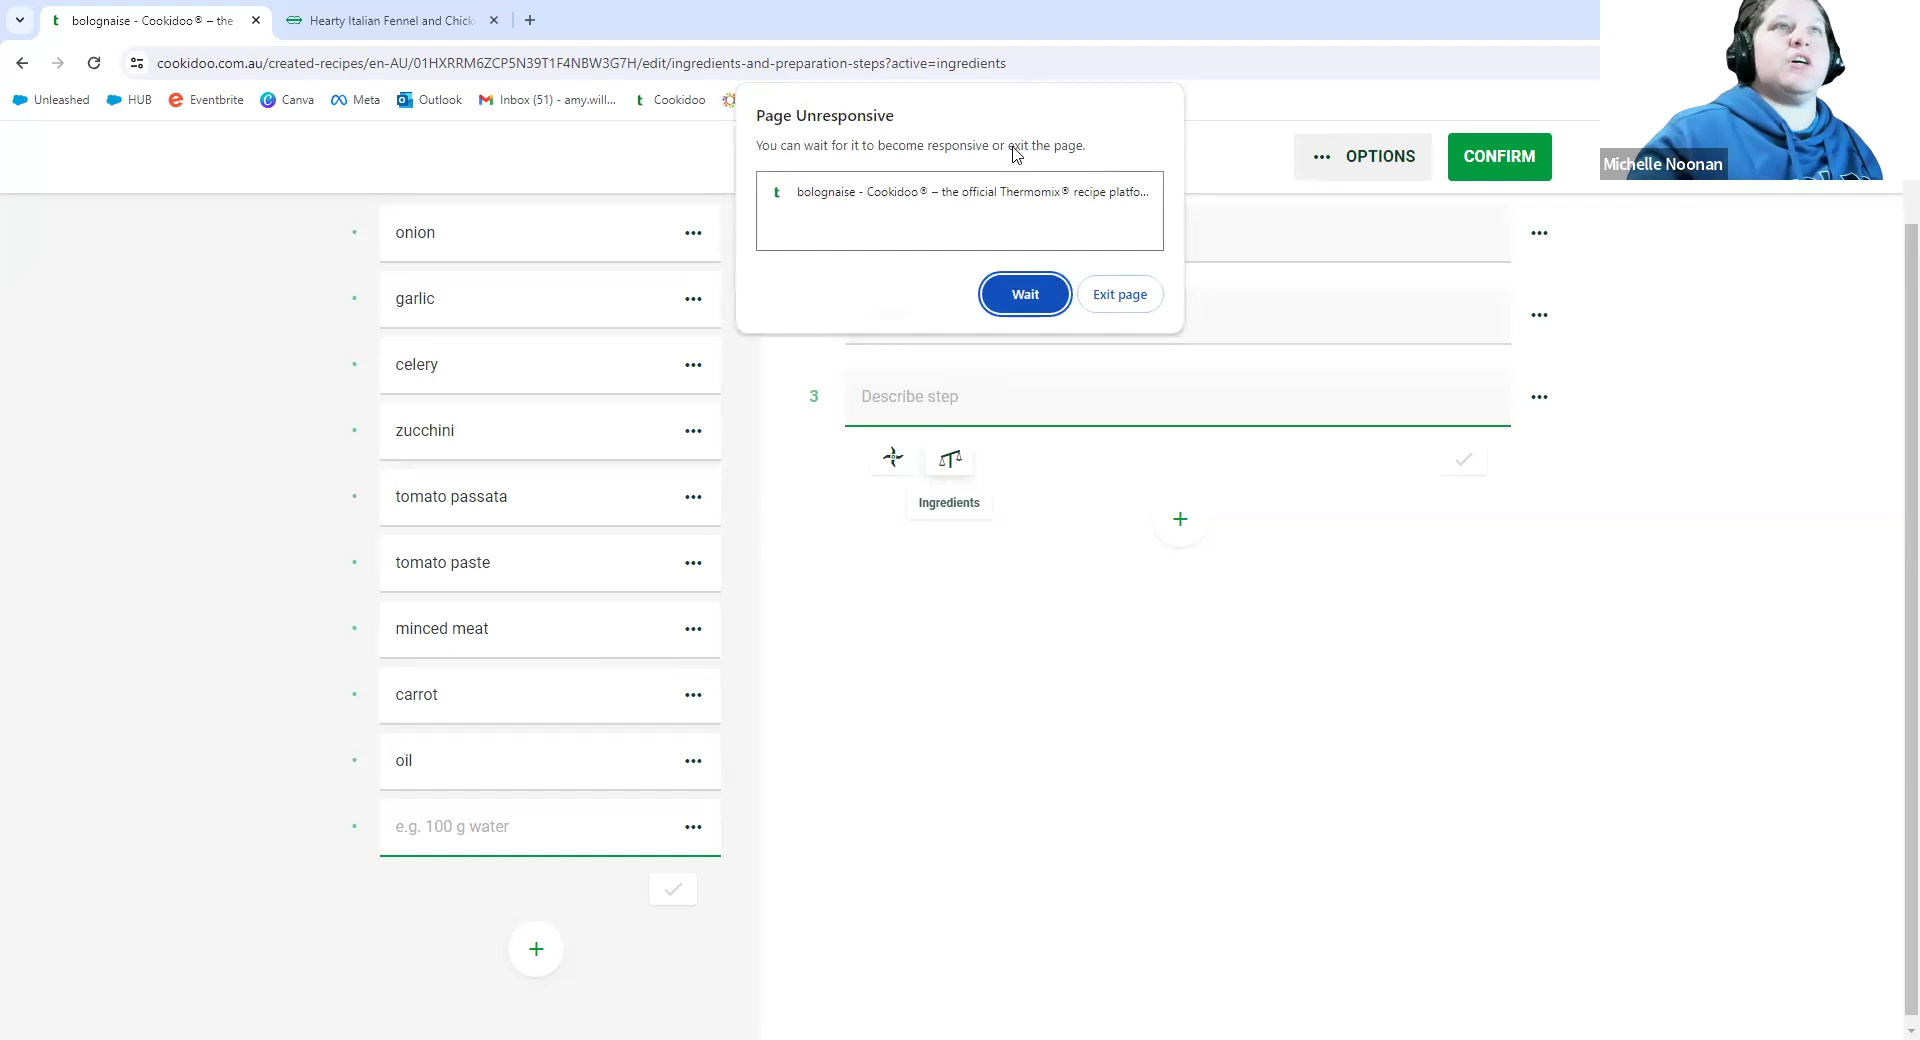 bolognaise - Cookidoo® – the
Hearty Italian Fennel and Chick
cookidoo.com.au/created-recipes/en-AU/01HXRRM6ZCP5N39T1F4NBW3G7H/edit/ingredients-and-preparation-steps?active=ingredients
Unleashed
HUB
Eventbrite
Canva
Meta
Outlook
Inbox (51) - amy.will...
Cookidoo
Page Unresponsive
You can wait for it to become responsive or exit the page.
bolognaise - Cookidoo® – the official Thermomix® recipe platfo...
Wait
Exit page
OPTIONS
CONFIRM
Michelle Noonan
onion
garlic
celery
zucchini
tomato passata
tomato paste
minced meat
carrot
oil
e.g. 100 g water
3
Describe step
Ingredients